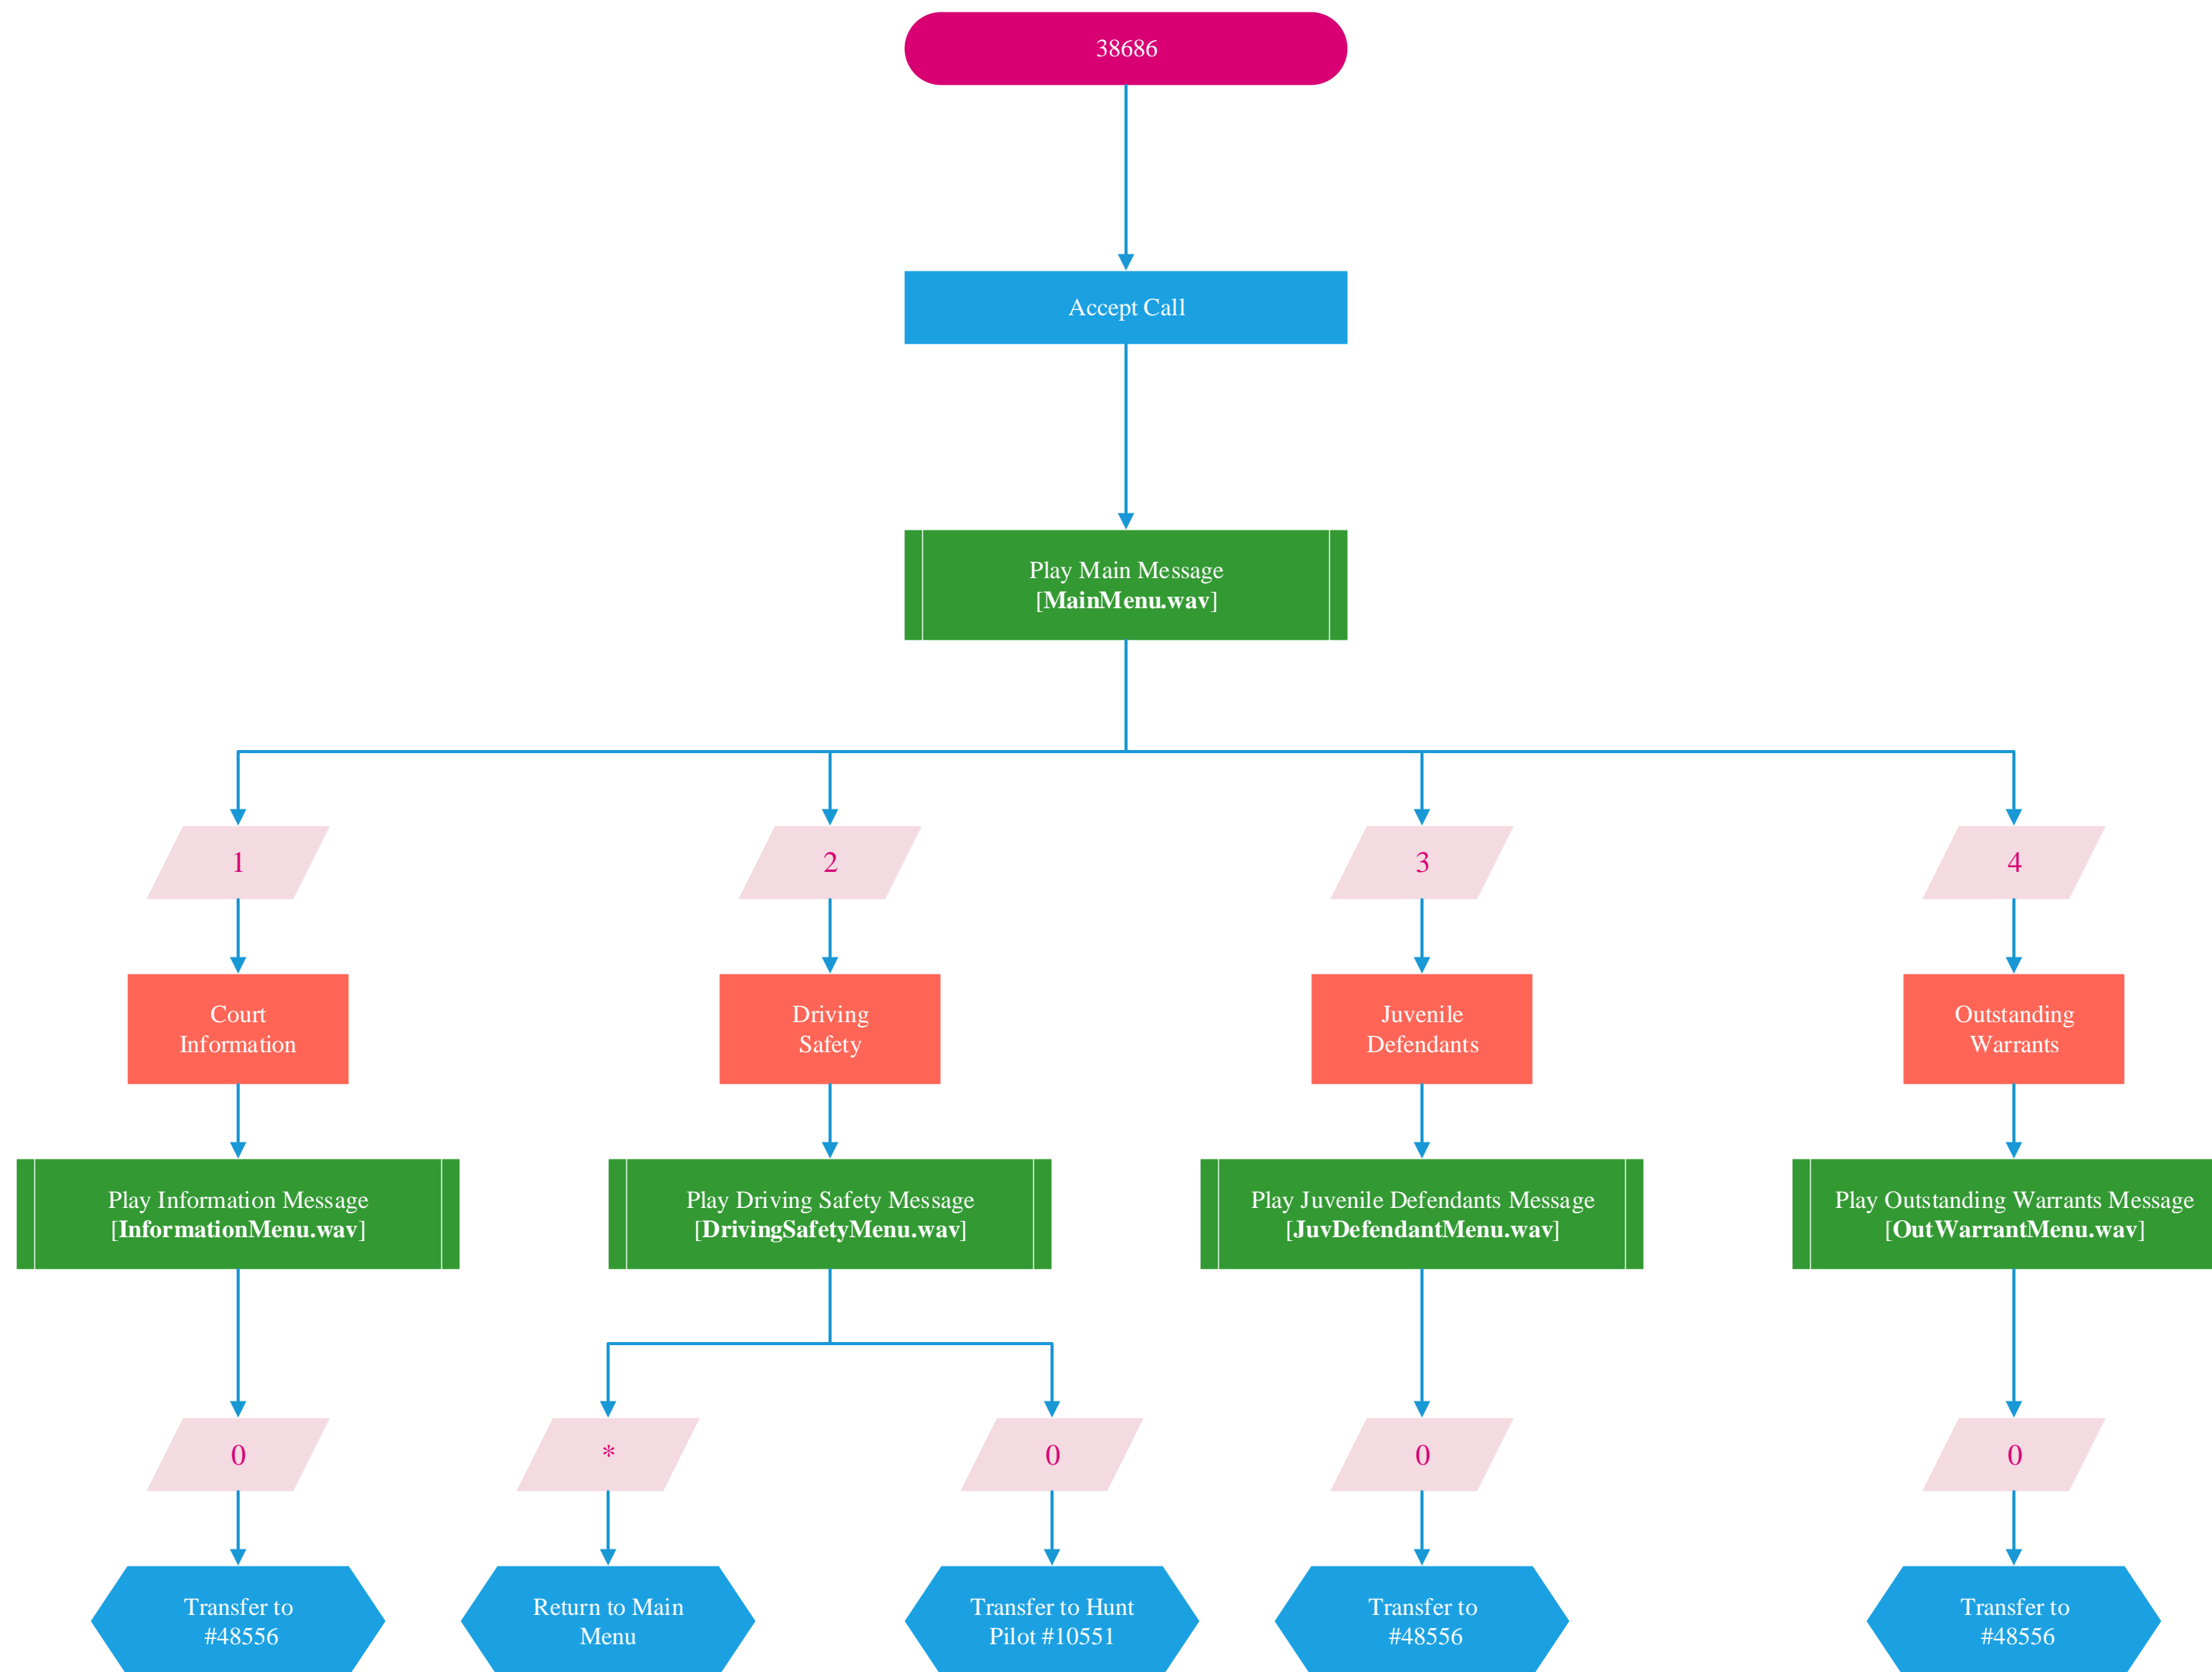 38686
Accept Call
Play Main Message
[MainMenu.wav]
1
2
3
4
Court
Information
Driving
Safety
Juvenile
Defendants
Outstanding
Warrants
Play Information Message
[InformationMenu.wav]
Play Driving Safety Message
[DrivingSafetyMenu.wav]
Play Juvenile Defendants Message
[JuvDefendantMenu.wav]
Play Outstanding Warrants Message
[OutWarrantMenu.wav]
0
*
0
0
0
Transfer to
#48556
Return to Main
Menu
Transfer to Hunt
Pilot #10551
Transfer to
#48556
Transfer to
#48556